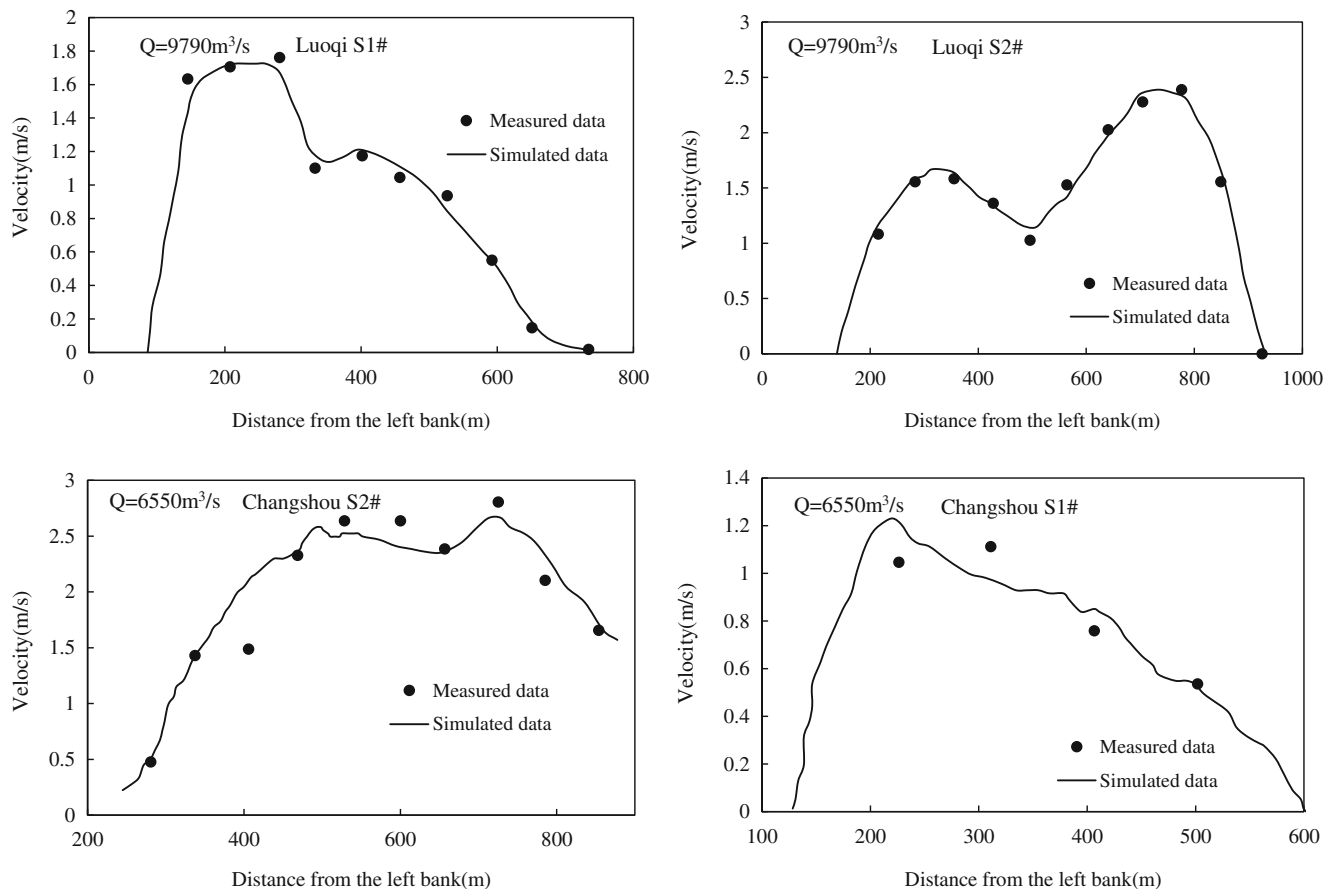 Q=9790m³/s Luoqi S1#
Velocity(m/s)
2
1.8
1.6
1.4
1.2
1
0.8
0.6
0.4
0.2
0
Measured data
Simulated data
0 200 400 600 800
Distance from the left bank(m)
Q=9790m³/s Luoqi S2#
Velocity(m/s)
3
2.5
2
1.5
1
0.5
0
Measured data
Simulated data
0 200 400 600 800 1000
Distance from the left bank(m)
Q=6550m³/s Changshou S2#
Velocity(m/s)
3
2.5
2
1.5
1
0.5
0
Measured data
Simulated data
200 400 600 800
Distance from the left bank(m)
Q=6550m³/s Changshou S1#
Velocity(m/s)
1.4
1.2
1
0.8
0.6
0.4
0.2
0
Measured data
Simulated data
100 200 300 400 500 600
Distance from the left bank(m)